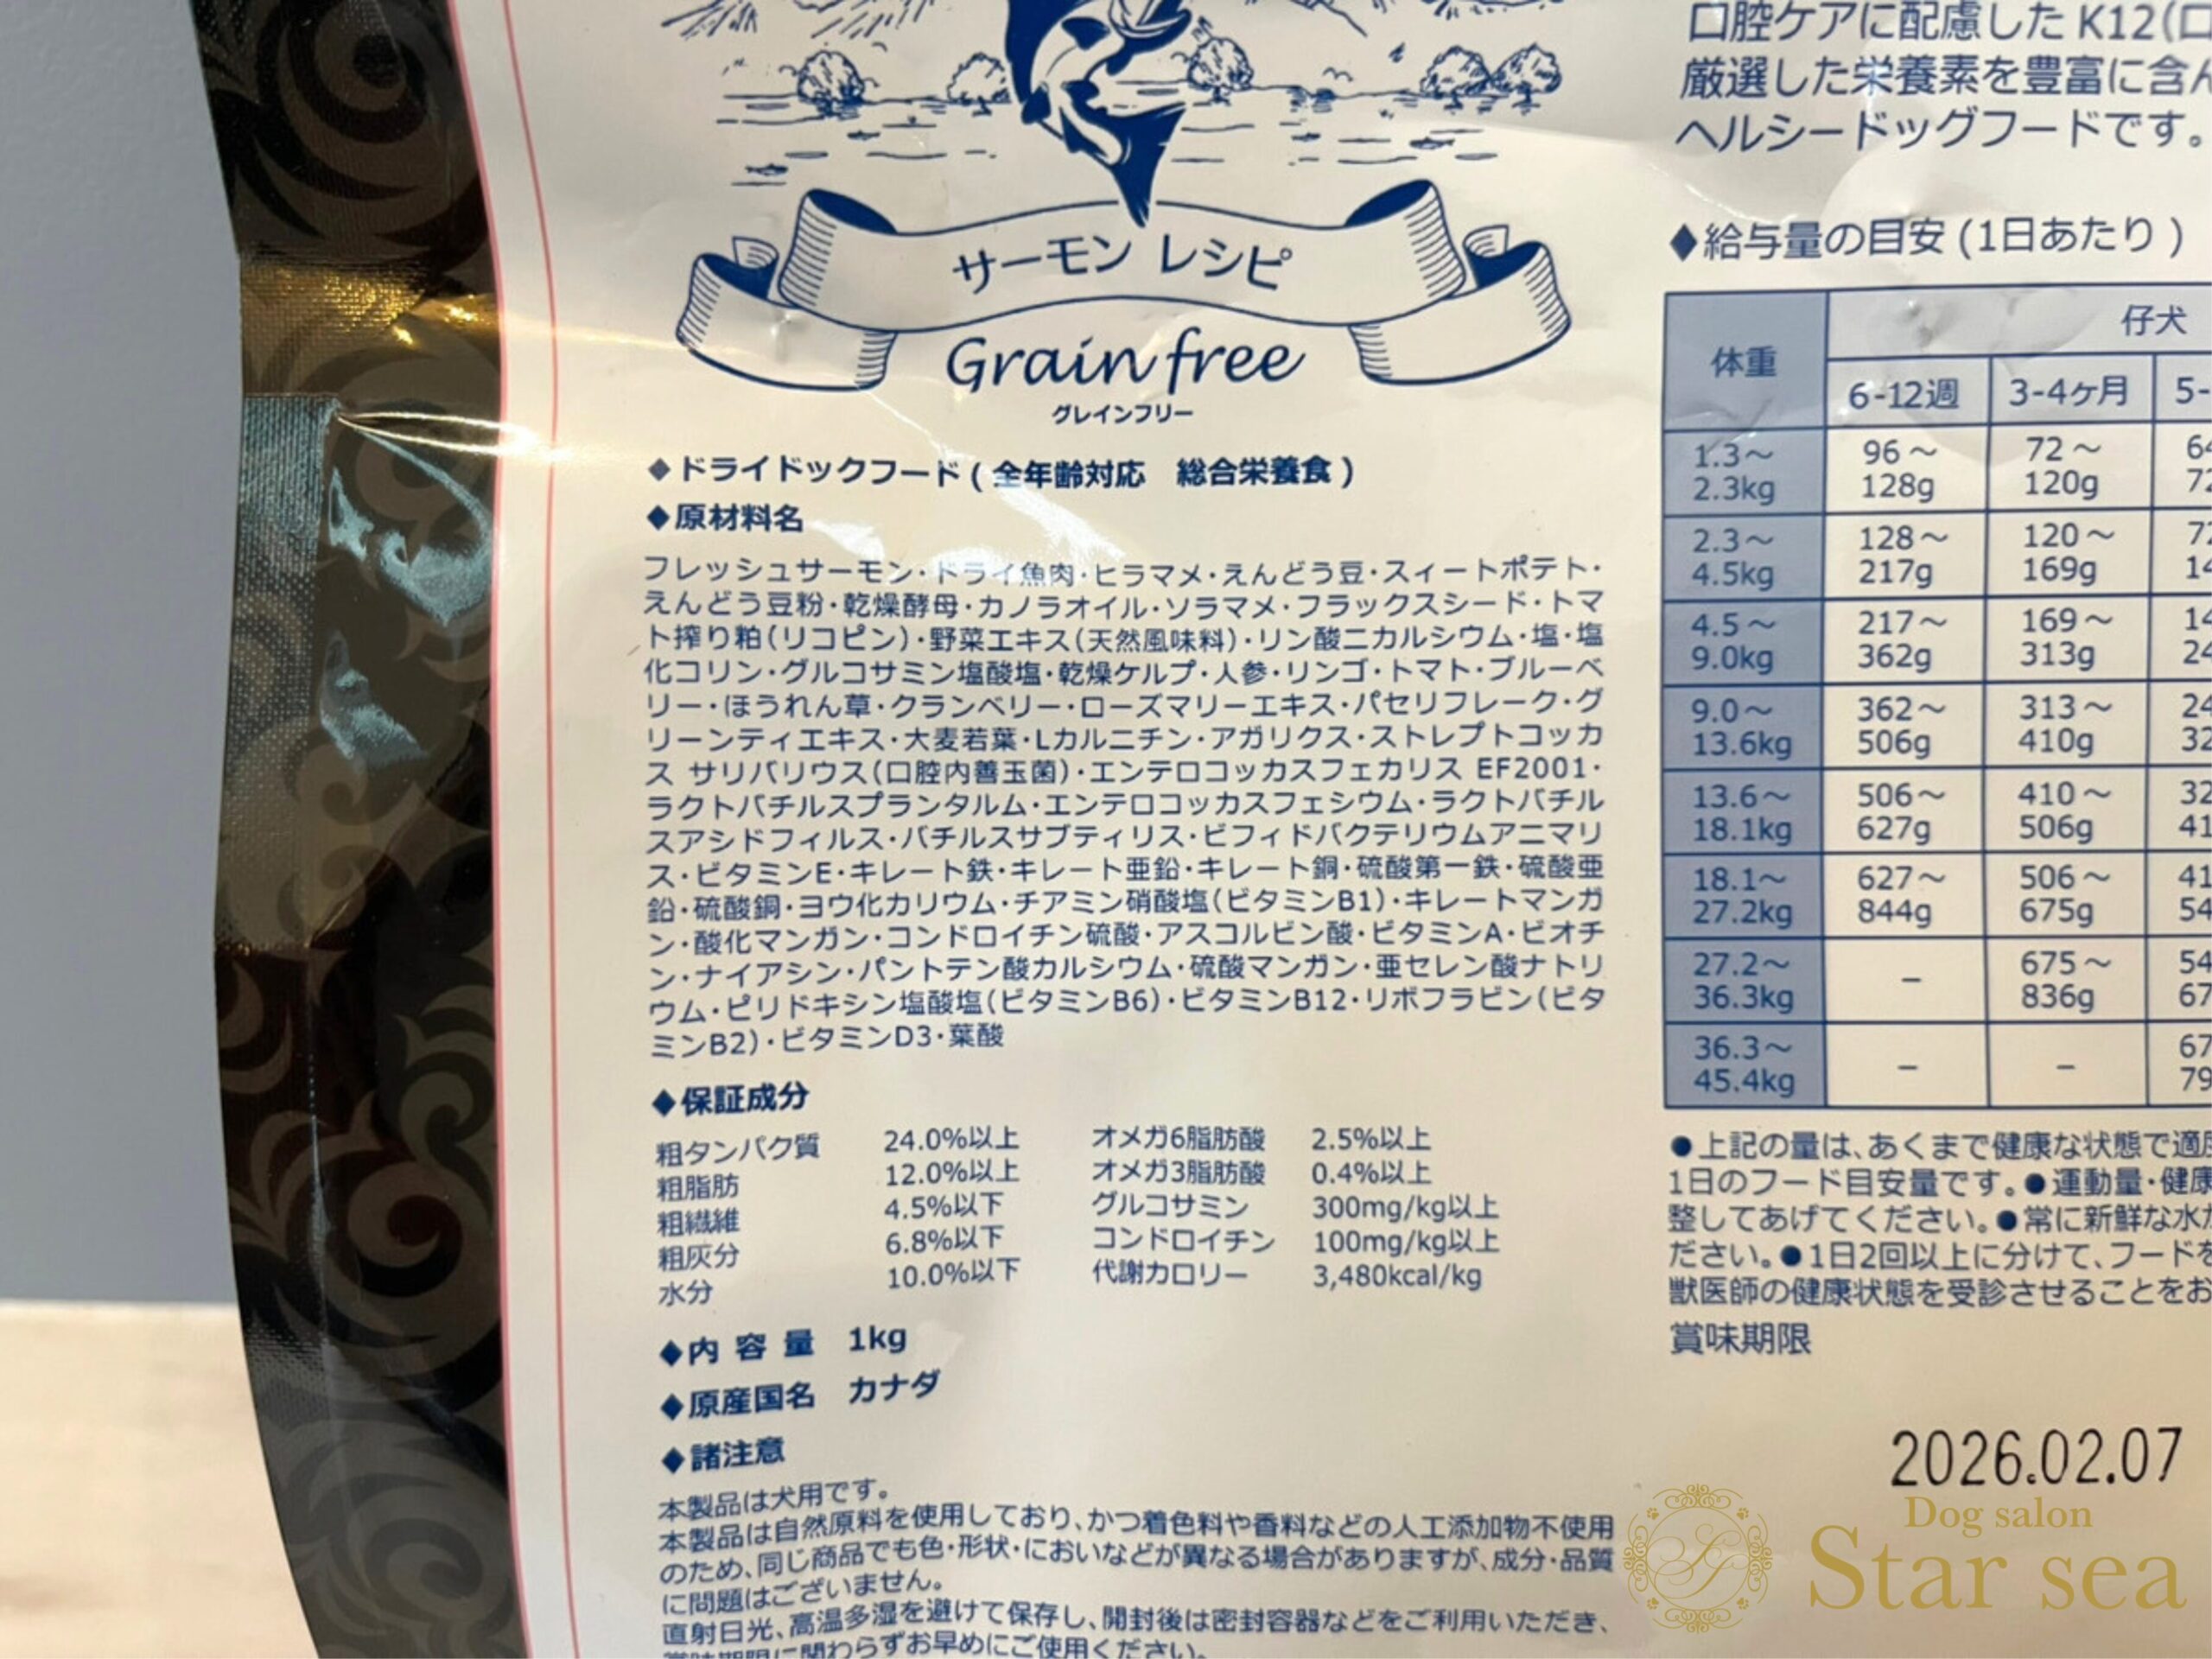 サーモン レシピ
Grain free
グレインフリー
◆ドライドックフード ( 全年齢対応 総合栄養食 )
◆原材料名
フレッシュサーモン・ドライ魚肉・ヒラマメ・えんどう豆・スィートポテト・
えんどう豆粉・乾燥酵母・カノラオイル・ソラマメ・フラックスシード・トマ
ト搾り粕(リコピン)・野菜エキス(天然風味料)・リン酸ニカルシウム・塩・塩
化コリン・グルコサミン塩酸塩・乾燥ケルプ・人参・リンゴ・トマト・ブルーベ
リー・ほうれん草・クランベリー・ローズマリーエキス・パセリフレーク・グ
リーンティエキス・大麦若葉・Lカルニチン・アガリクス・ストレプトコッカ
ス サリバリウス(口腔内善玉菌)・エンテロコッカスフェカリス EF2001・
ラクトバチルスプランタルム・エンテロコッカスフェシウム・ラクトバチル
スアシドフィルス・バチルスサブティリス・ビフィドバクテリウムアニマリ
ス・ビタミンE・キレート鉄・キレート亜鉛・キレート銅・硫酸第一鉄・硫酸亜
鉛・硫酸銅・ヨウ化カリウム・チアミン硝酸塩(ビタミンB1)・キレートマンガ
ン・酸化マンガン・コンドロイチン硫酸・アスコルビン酸・ビタミンA・ビオチ
ン・ナイアシン・パントテン酸カルシウム・硫酸マンガン・亜セレン酸ナトリ
ウム・ピリドキシン塩酸塩(ビタミンB6)・ビタミンB12・リボフラビン(ビタ
ミンB2)・ビタミンD3・葉酸
◆保証成分
粗タンパク質 24.0%以上 オメガ6脂肪酸 2.5%以上
粗脂肪 12.0%以上 オメガ3脂肪酸 0.4%以上
粗繊維 4.5%以下 グルコサミン 300mg/kg以上
粗灰分 6.8%以下 コンドロイチン 100mg/kg以上
水分 10.0%以下 代謝カロリー 3,480kcal/kg
◆内 容 量 1kg
◆原産国名 カナダ
◆諸注意
本製品は犬用です。
本製品は自然原料を使用しており、かつ着色料や香料などの人工添加物不使用
のため、同じ商品でも色・形状・においなどが異なる場合がありますが、成分・品質
に問題はございません。
直射日光、高温多湿を避けて保存し、開封後は密封容器などをご利用いただき、
賞味期限に関わらずお早めにご使用ください。
口腔ケアに配慮した K12(口
厳選した栄養素を豊富に含ん
ヘルシードッグフードです。
◆給与量の目安 (1日あたり )
体重 仔犬
6-12週 3-4ヶ月 5-
1.3～ 96～ 72～ 64
2.3kg 128g 120g 72
2.3～ 128～ 120～ 72
4.5kg 217g 169g 14
4.5～ 217～ 169～ 14
9.0kg 362g 313g 24
9.0～ 362～ 313～ 24
13.6kg 506g 410g 32
13.6～ 506～ 410～ 32
18.1kg 627g 506g 41
18.1～ 627～ 506～ 41
27.2kg 844g 675g 54
27.2～ – 675～ 54
36.3kg 836g 67
36.3～ – – 67
45.4kg 79
●上記の量は、あくまで健康な状態で適度
1日のフード目安量です。●運動量・健康
整してあげてください。●常に新鮮な水が
ださい。●1日2回以上に分けて、フードを
獣医師の健康状態を受診させることをお
賞味期限
2026.02.07
Dog salon
Star sea